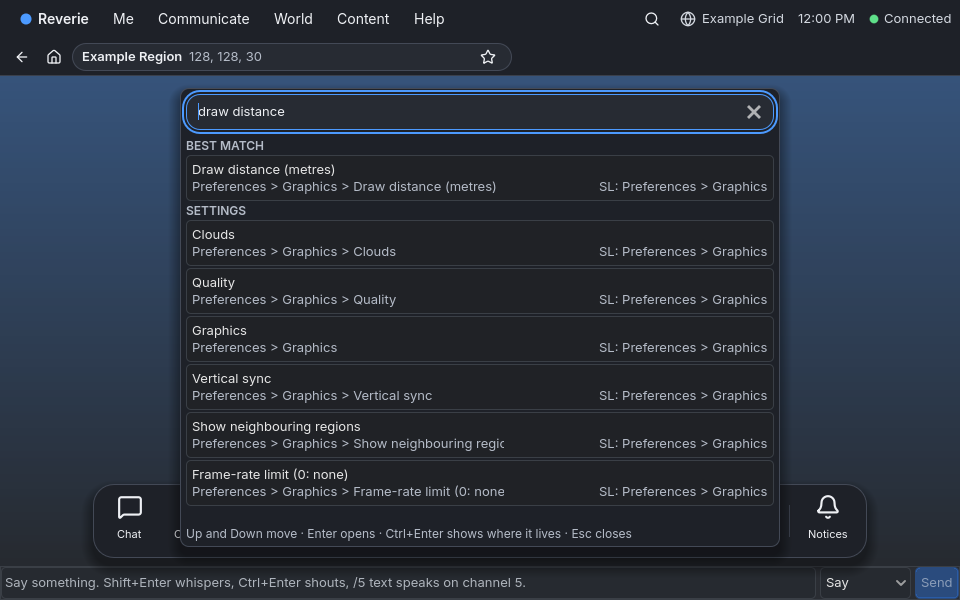 Reverie Me Communicate World Content Help Example Grid 12:00 PM Connected
Example Region 128, 128, 30
draw distance
BEST MATCH
Draw distance (metres)
Preferences > Graphics > Draw distance (metres) SL: Preferences > Graphics
SETTINGS
Clouds
Preferences > Graphics > Clouds SL: Preferences > Graphics
Quality
Preferences > Graphics > Quality SL: Preferences > Graphics
Graphics
Preferences > Graphics SL: Preferences > Graphics
Vertical sync
Preferences > Graphics > Vertical sync SL: Preferences > Graphics
Show neighbouring regions
Preferences > Graphics > Show neighbouring regic SL: Preferences > Graphics
Frame-rate limit (0: none)
Preferences > Graphics > Frame-rate limit (0: none SL: Preferences > Graphics
Up and Down move · Enter opens · Ctrl+Enter shows where it lives · Esc closes
Chat Notices
Say something. Shift+Enter whispers, Ctrl+Enter shouts, /5 text speaks on channel 5. Say Send